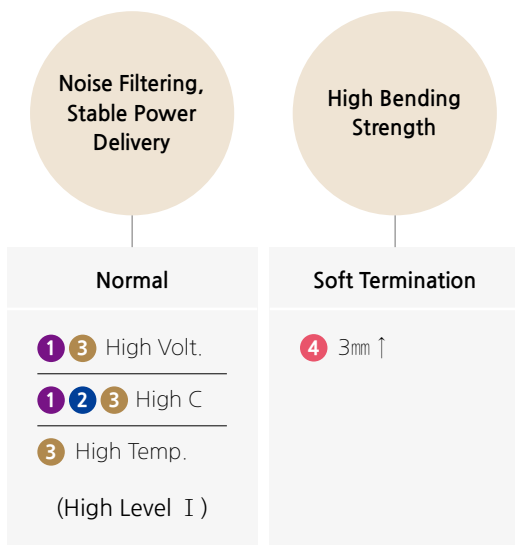 Noise Filtering,
Stable Power
Delivery
Normal
1 3 High Volt.
1 2 3 High C
3 High Temp.
(High Level Ⅰ)
High Bending
Strength
Soft Termination
4 3㎜ ↑